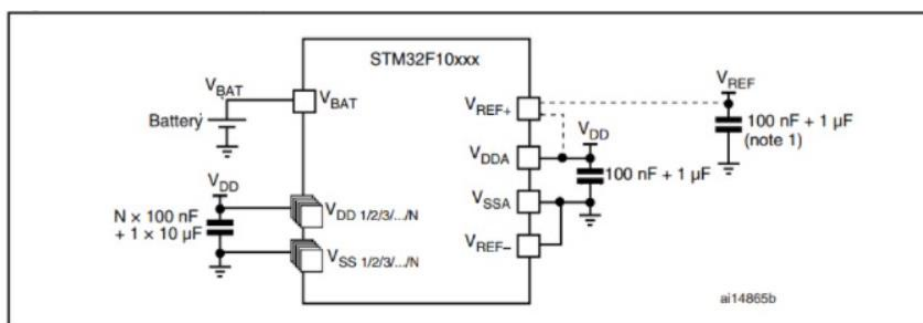 STM32F10xxx
VBAT
VBAT
Battery
VDD
N × 100 nF
+ 1 × 10 µF
VDD 1/2/3/.../N
VSS 1/2/3/.../N
VREF+
VDDA
VSSA
VREF–
VDD
100 nF + 1 µF
VREF
100 nF + 1 µF
(note 1)
ai14865b